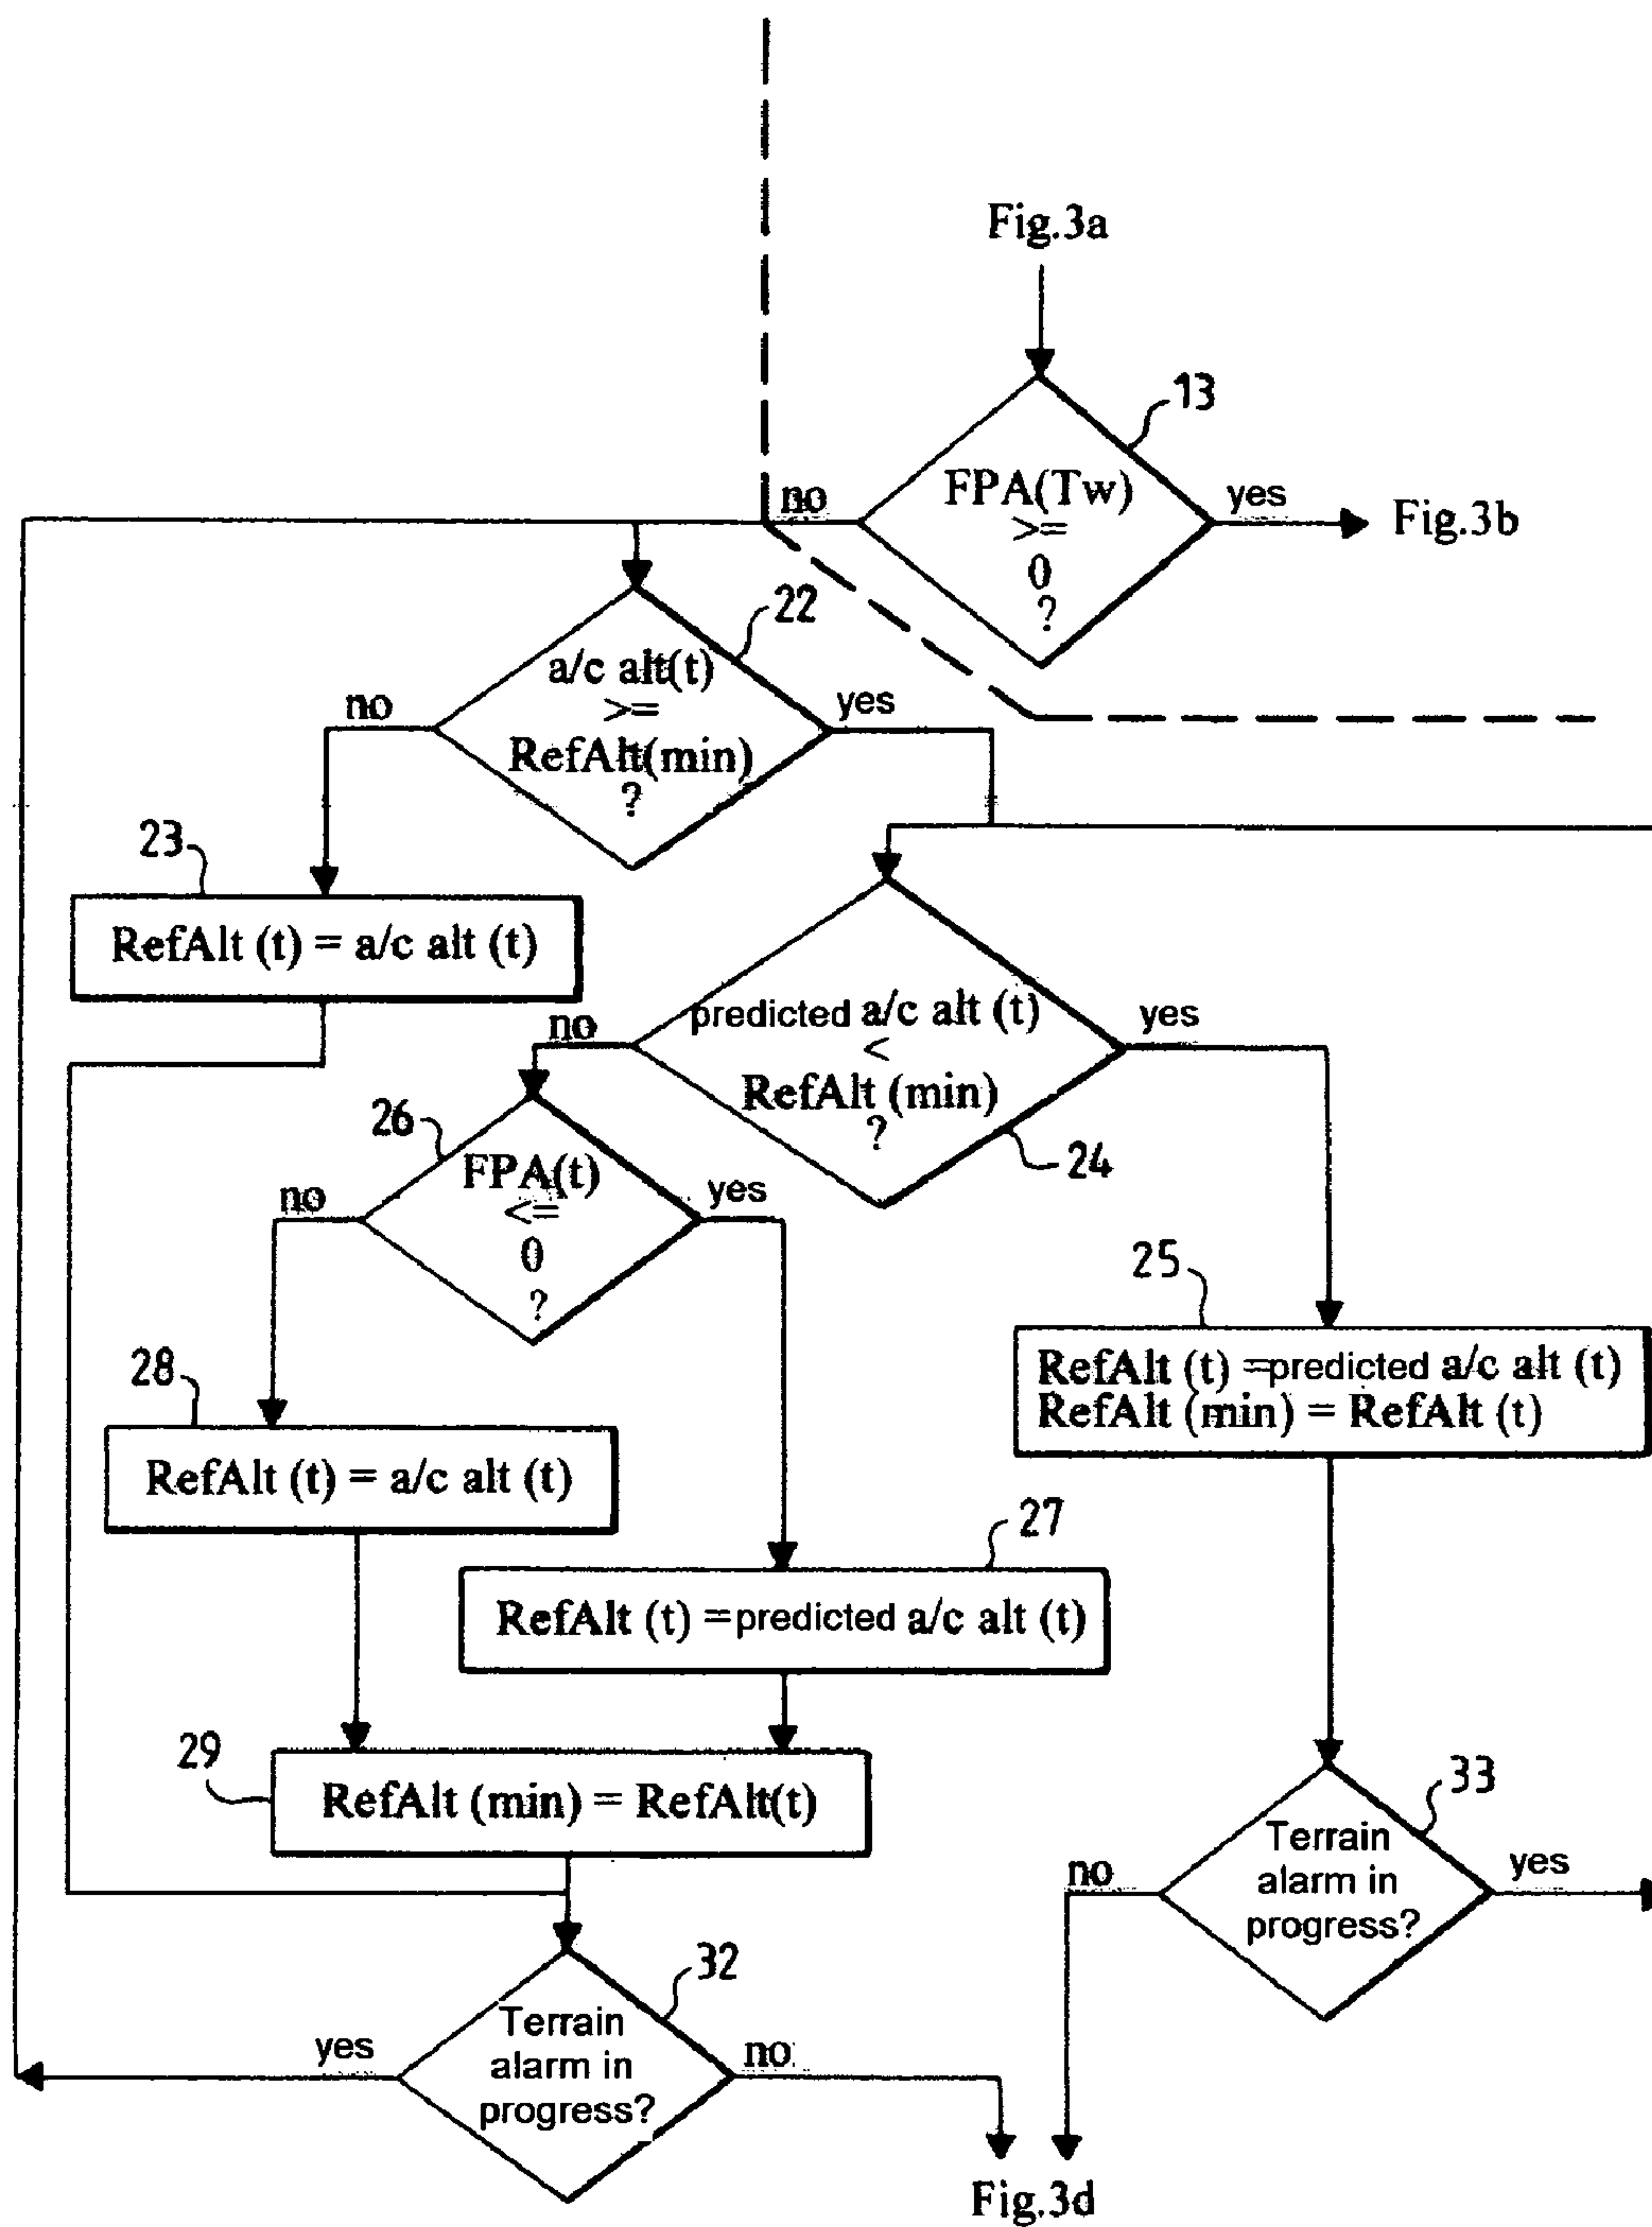 Fig.3a
13
FPA(Tw)
>=
0
?
no
yes
Fig.3b
22
a/c alt(t)
>=
RefAlt(min)
?
no
yes
23
RefAlt (t) = a/c alt (t)
predicted a/c alt (t)
<
RefAlt (min)
?
no
yes
24
26
FPA(t)
<=
0
?
no
yes
25
RefAlt (t) =predicted a/c alt (t)
RefAlt (min) = RefAlt (t)
28
RefAlt (t) = a/c alt (t)
27
RefAlt (t) =predicted a/c alt (t)
29
RefAlt (min) = RefAlt(t)
33
Terrain
alarm in
progress?
no
yes
32
Terrain
alarm in
progress?
yes
no
Fig.3d